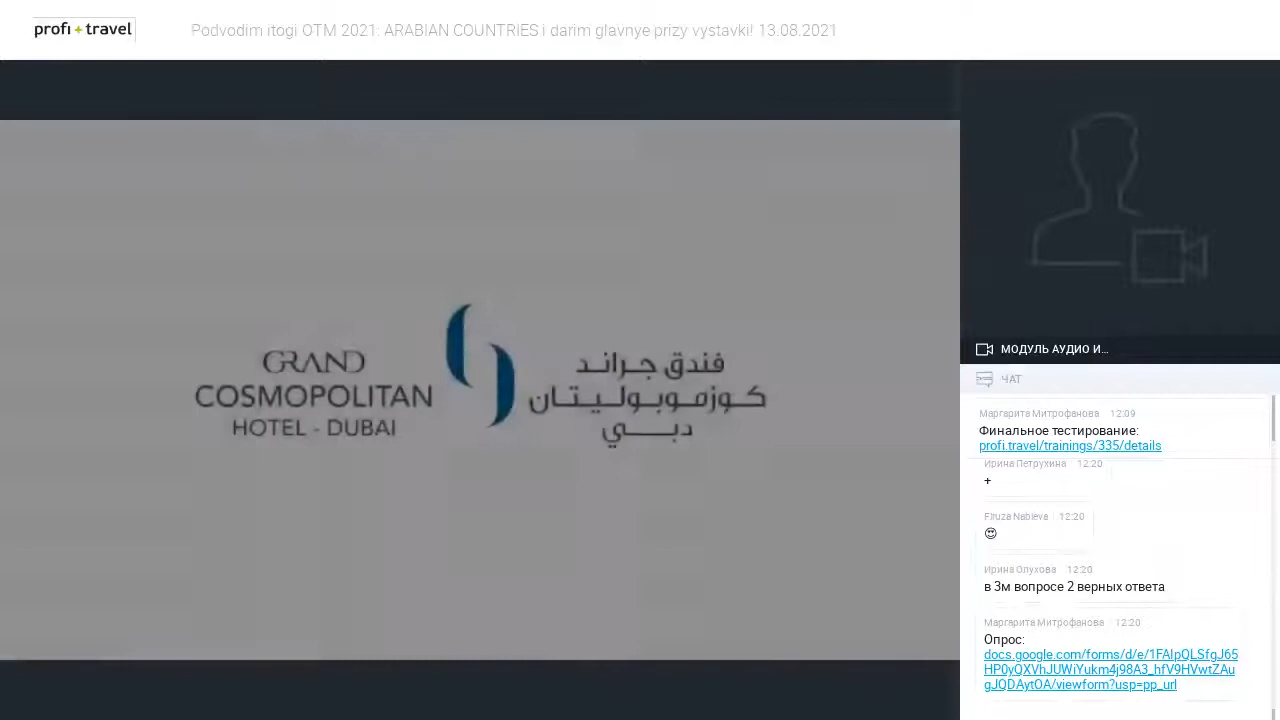 profi + travel
Podvodim itogi OTM 2021: ARABIAN COUNTRIES i darim glavnye prizy vystavki! 13.08.2021
GRAND
COSMOPOLITAN
HOTEL - DUBAI
فندق جراند
كوزموبوليتان
دبي
МОДУЛЬ АУДИО И...
ЧАТ
Маргарита Митрофанова 12:09
Финальное тестирование:
profi.travel/trainings/335/details
Ирина Петрухина 12:20
+
Firuza Nabieva 12:20
😍
Ирина Олухова 12:20
в 3м вопросе 2 верных ответа
Маргарита Митрофанова 12:20
Опрос:
docs.google.com/forms/d/e/1FAIpQLSfgJ65
HP0yQXVhJUWiYukm4j98A3_hfV9HVwtZAu
gJQDAytOA/viewform?usp=pp_url